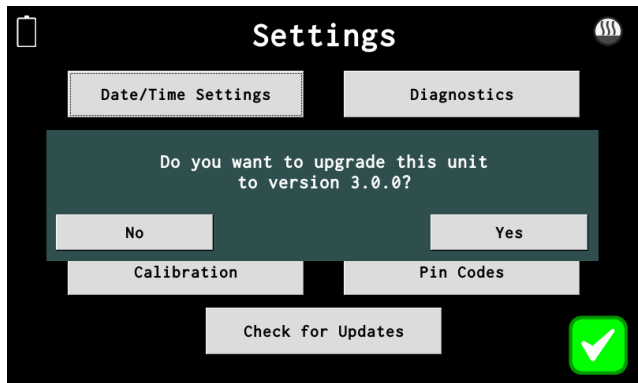 Settings
Date/Time Settings
Diagnostics
Do you want to upgrade this unit
to version 3.0.0?
No
Yes
Calibration
Pin Codes
Check for Updates